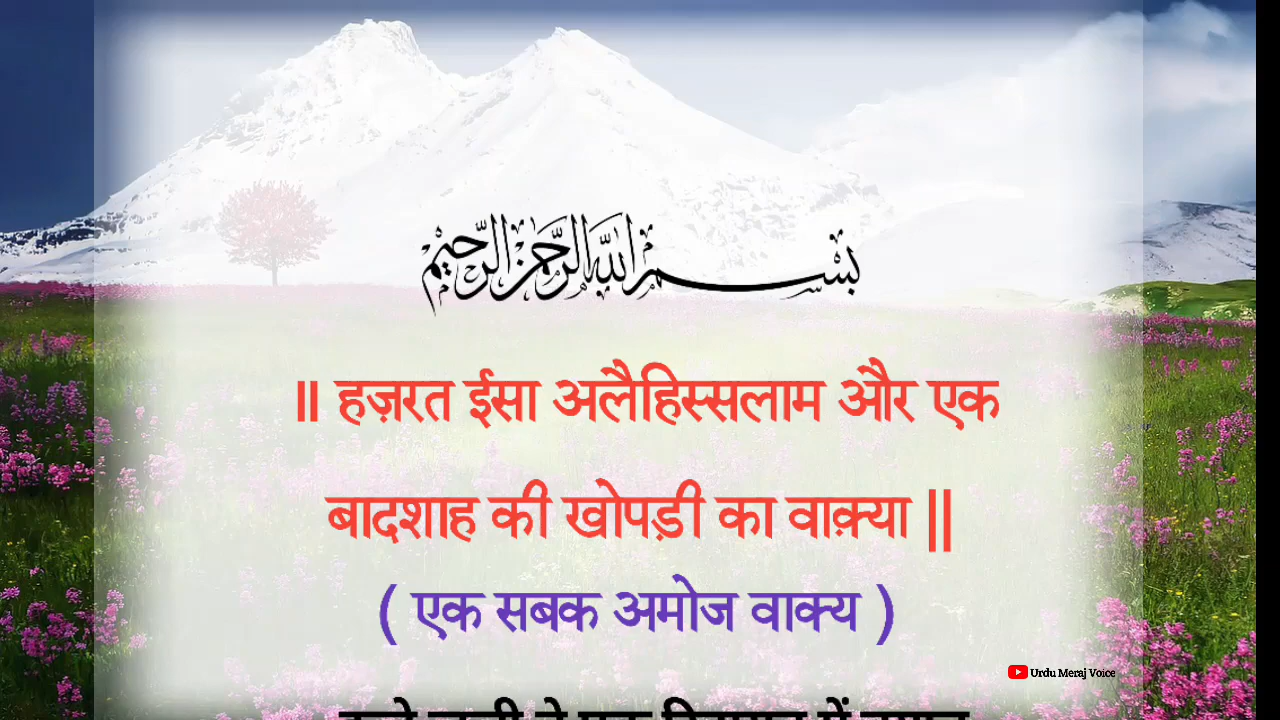 بسم الله الرحمن الرحيم
॥ हज़रत ईसा अलैहिस्सलाम और एक
बादशाह की खोपड़ी का वाक़्या ||
( एक सबक अमोज वाक्य )
Urdu Meraj Voice